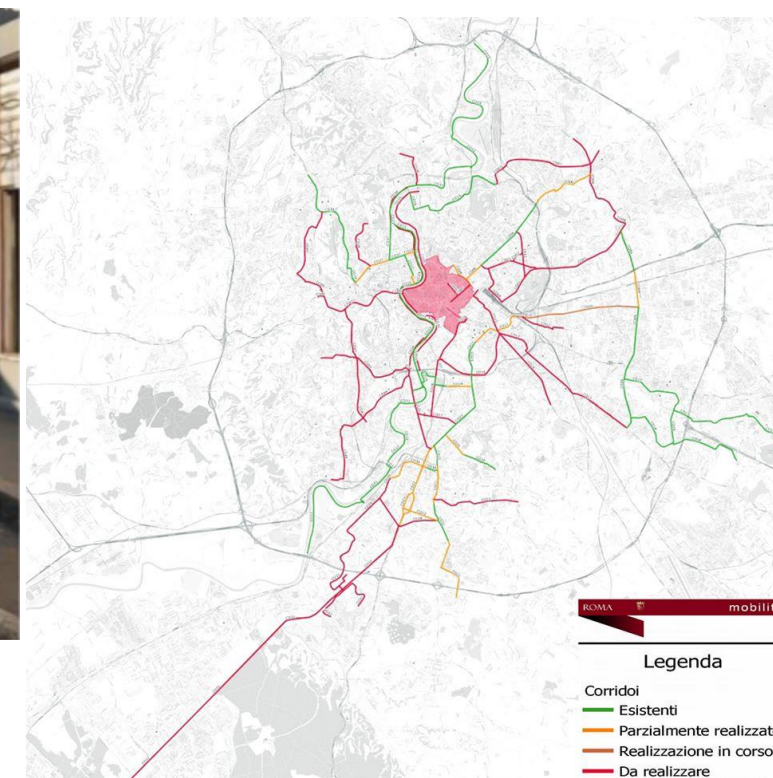 ROMA
mobilit
Legenda
Corridoi
Esistenti
Parzialmente realizzat
Realizzazione in corso
Da realizzare